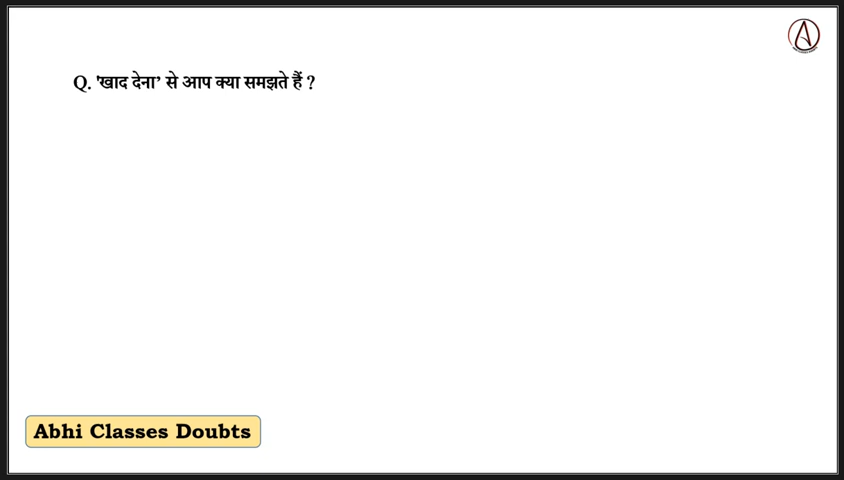 Q. 'खाद देना’ से आप क्या समझते हैं ?
Abhi Classes Doubts